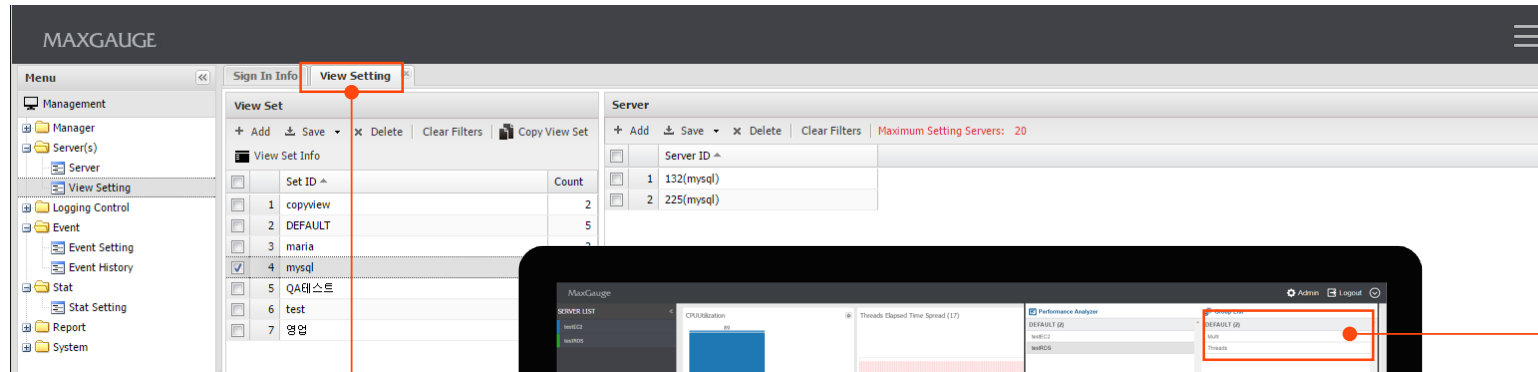 MAXGAUGE
Menu
Management
Manager
Server(s)
Server
View Setting
Logging Control
Event
Event Setting
Event History
Stat
Stat Setting
Report
System
Sign In Info View Setting
View Set
+ Add Save Delete Clear Filters Copy View Set
View Set Info
Set ID Count
1 copyview 2
2 DEFAULT 5
3 maria
4 mysql
5 QA테스트
6 test
7 영업
Server
+ Add Save Delete Clear Filters Maximum Setting Servers: 20
Server ID
1 132(mysql)
2 225(mysql)
MaxGauge Admin Logout
SERVER LIST
testEC2
testRDS
CPUUtilization
89
Threads Elapsed Time Spread (17)
Performance Analyzer
DEFAULT (2)
testEC2
testRDS
Group List
DEFAULT (2)
Multi
Threads